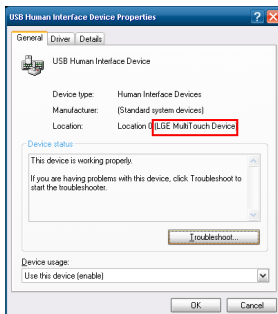 USB Human Interface Device Properties
General Driver Details
USB Human Interface Device
Device type: Human Interface Devices
Manufacturer: (Standard system devices)
Location: Location 0 (LGE MultiTouch Device)
Device status
This device is working properly.
If you are having problems with this device, click Troubleshoot to
start the troubleshooter.
Troubleshoot...
Device usage:
Use this device (enable)
OK Cancel